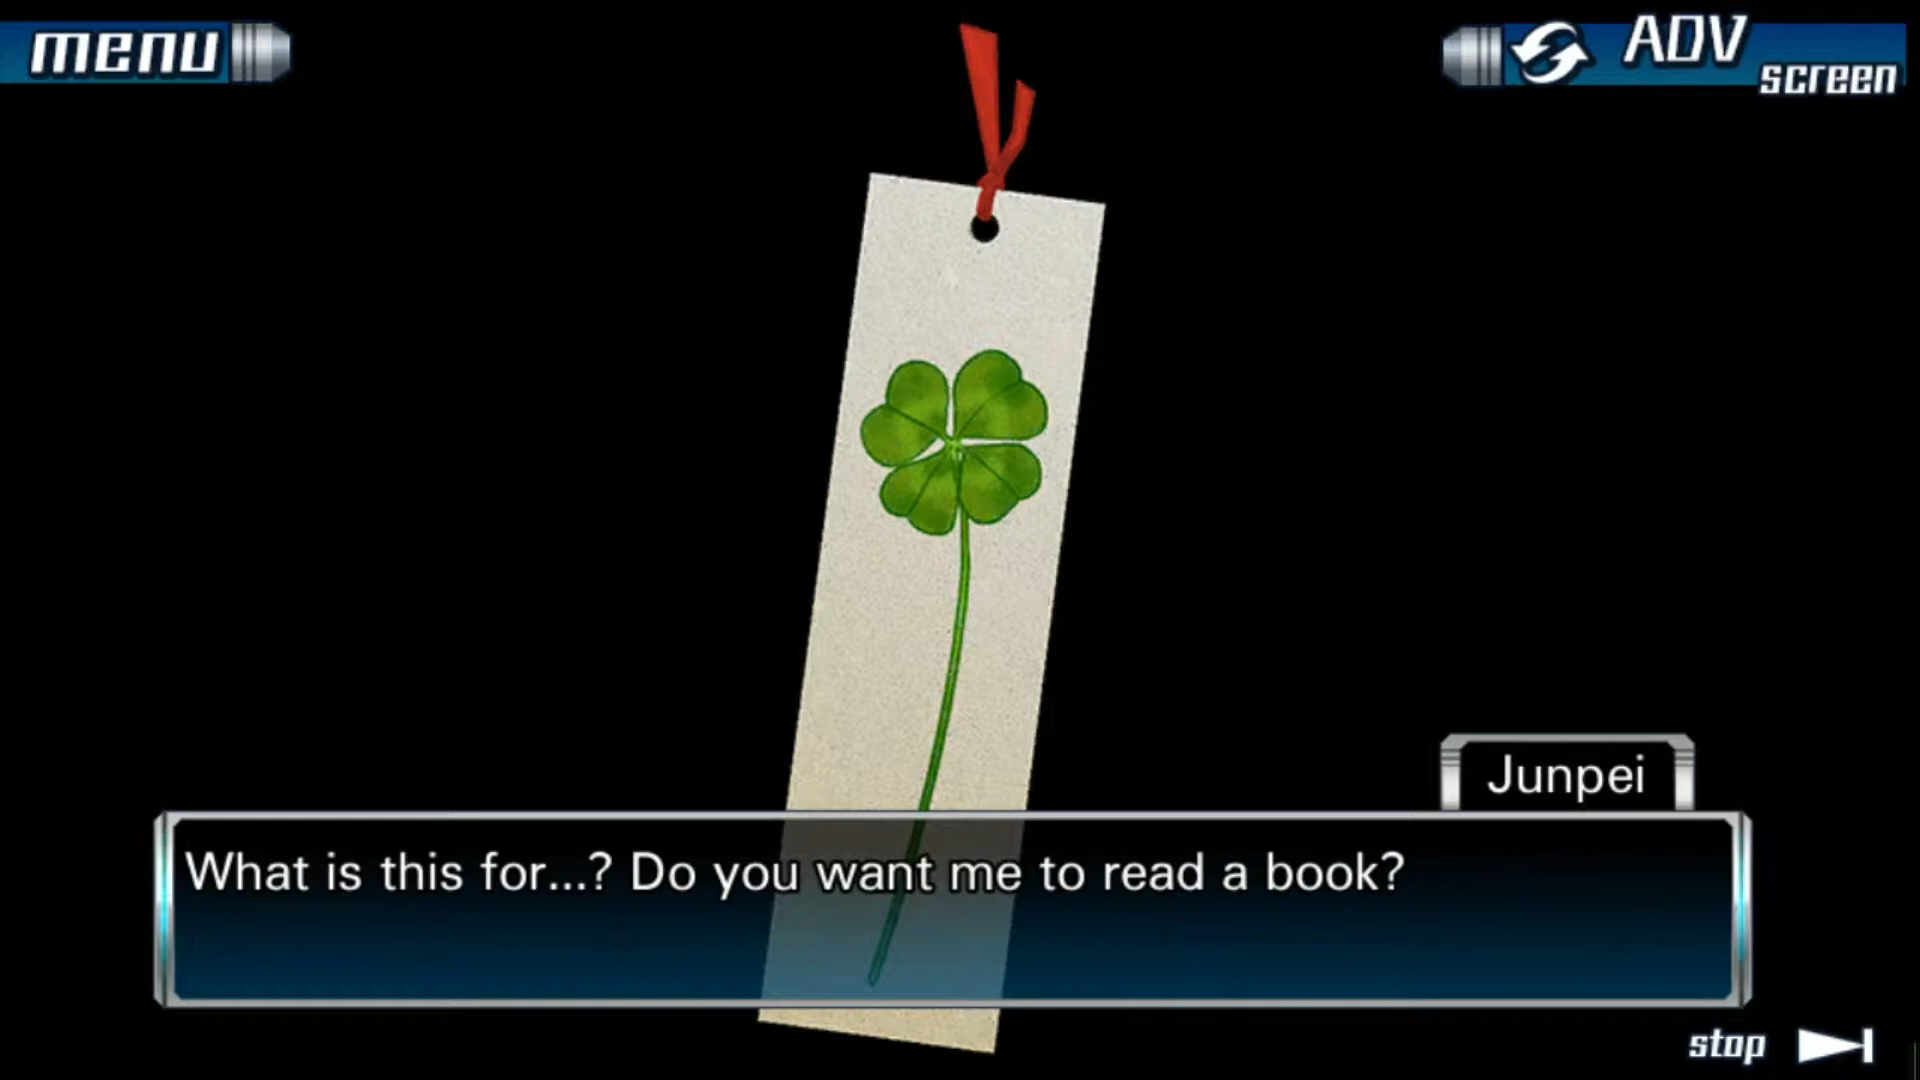 menu
ADV
screen
Junpei
What is this for...? Do you want me to read a book?
stop